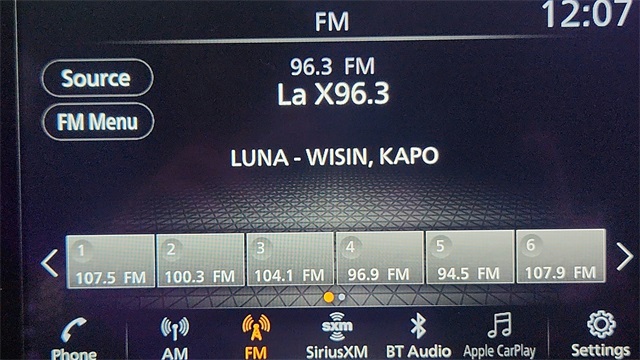 FM
12:07
Source
96.3 FM
La X96.3
FM Menu
LUNA - WISIN, KAPO
1
107.5 FM
2
100.3 FM
3
104.1 FM
4
96.9 FM
5
94.5 FM
6
107.9 FM
Phone
AM
FM
sxm
SiriusXM
BT Audio
Apple CarPlay
Settings